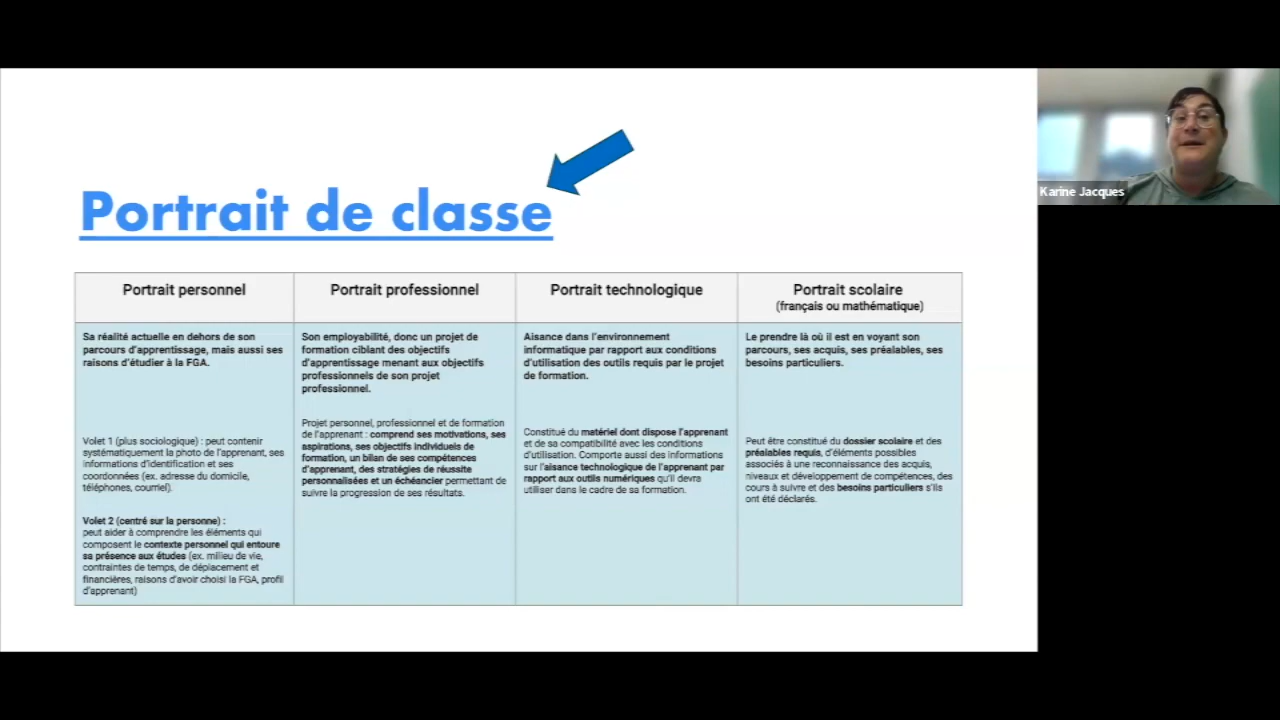 Portrait de classe
Karine Jacques
Portrait personnel
Sa réalité actuelle en dehors de son
parcours d'apprentissage, mais aussi ses
raisons d'étudier à la FGA.
Volet 1 (plus sociologique) : peut contenir
systématiquement la photo de l'apprenant, ses
informations d'identification et ses
coordonnées (ex. adresse du domicile,
téléphones, courriel).
Volet 2 (centré sur la personne) :
peut aider à comprendre les éléments qui
composent le contexte personnel qui entoure
sa présence aux études (ex. milieu de vie,
contraintes de temps, de déplacement et
financières, raisons d'avoir choisi la FGA, profil
d'apprenant)
Portrait professionnel
Son employabilité, donc un projet de
formation ciblant des objectifs
d'apprentissage menant aux objectifs
professionnels de son projet
professionnel.
Projet personnel, professionnel et de formation
de l'apprenant : comprend ses motivations, ses
aspirations, ses objectifs individuels de
formation, un bilan de ses compétences
d'apprenant, des stratégies de réussite
personnalisées et un échéancier permettant de
suivre la progression de ses résultats.
Portrait technologique
Aisance dans l'environnement
informatique par rapport aux conditions
d'utilisation des outils requis par le projet
de formation.
Constitué du matériel dont dispose l'apprenant
et de sa compatibilité avec les conditions
d'utilisation. Comporte aussi des informations
sur l'aisance technologique de l'apprenant par
rapport aux outils numériques qu'il devra
utiliser dans le cadre de sa formation.
Portrait scolaire
(français ou mathématique)
Le prendre là où il est en voyant son
parcours, ses acquis, ses préalables, ses
besoins particuliers.
Peut être constitué du dossier scolaire et des
préalables requis, d'éléments possibles
associés à une reconnaissance des acquis,
niveaux et développement de compétences, des
cours à suivre et des besoins particuliers s'ils
ont été déclarés.